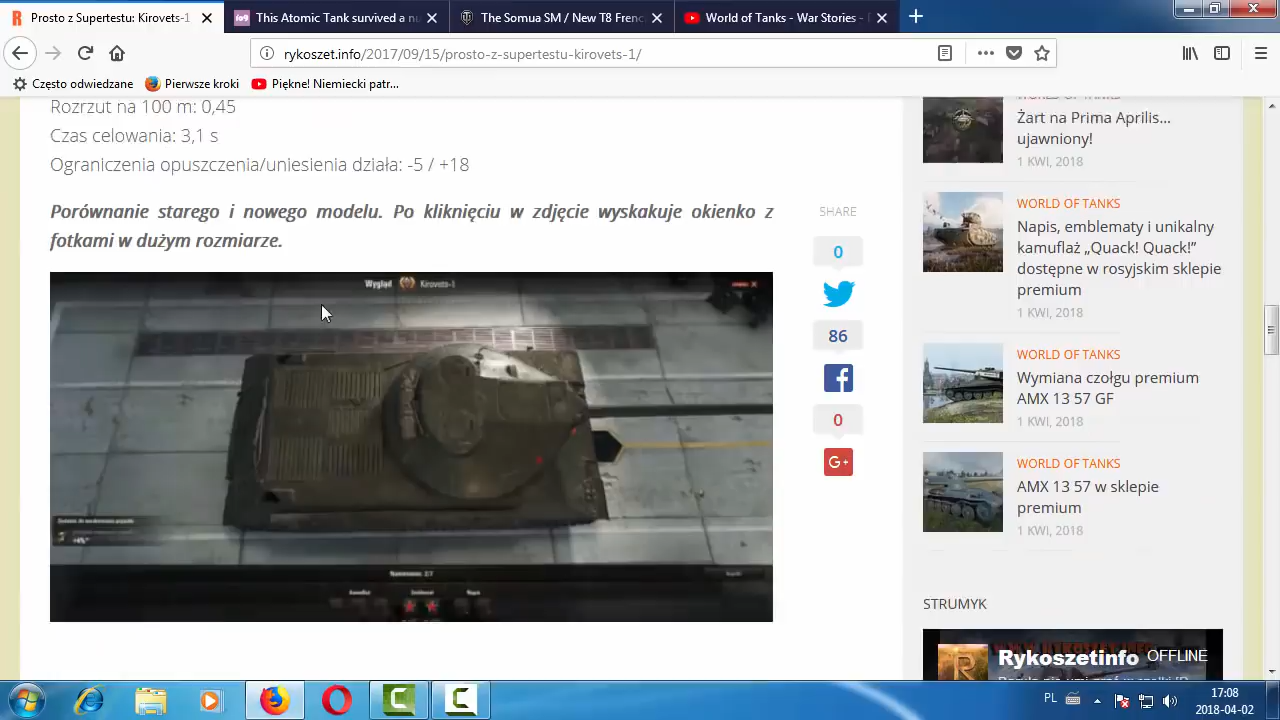 Prosto z Supertestu: Kirovets-1
This Atomic Tank survived a nu
The Somua SM / New T8 Frenc
World of Tanks - War Stories -
rykoszet.info/2017/09/15/prosto-z-supertestu-kirovets-1/
Często odwiedzane
Pierwsze kroki
Piękne! Niemiecki patr...
Rozrzut na 100 m: 0,45
Czas celowania: 3,1 s
Ograniczenia opuszczenia/uniesienia działa: -5 / +18
Porównanie starego i nowego modelu. Po kliknięciu w zdjęcie wyskakuje okienko z
fotkami w dużym rozmiarze.
Wygląd Kirovets-1
SHARE
0
86
0
G+
WORLD OF TANKS
Żart na Prima Aprilis...
ujawniony!
1 KWI, 2018
WORLD OF TANKS
Napis, emblematy i unikalny
kamuflaż „Quack! Quack!”
dostępne w rosyjskim sklepie
premium
1 KWI, 2018
WORLD OF TANKS
Wymiana czołgu premium
AMX 13 57 GF
1 KWI, 2018
WORLD OF TANKS
AMX 13 57 w sklepie
premium
1 KWI, 2018
STRUMYK
Rykoszetinfo OFFLINE
PL
17:08
2018-04-02